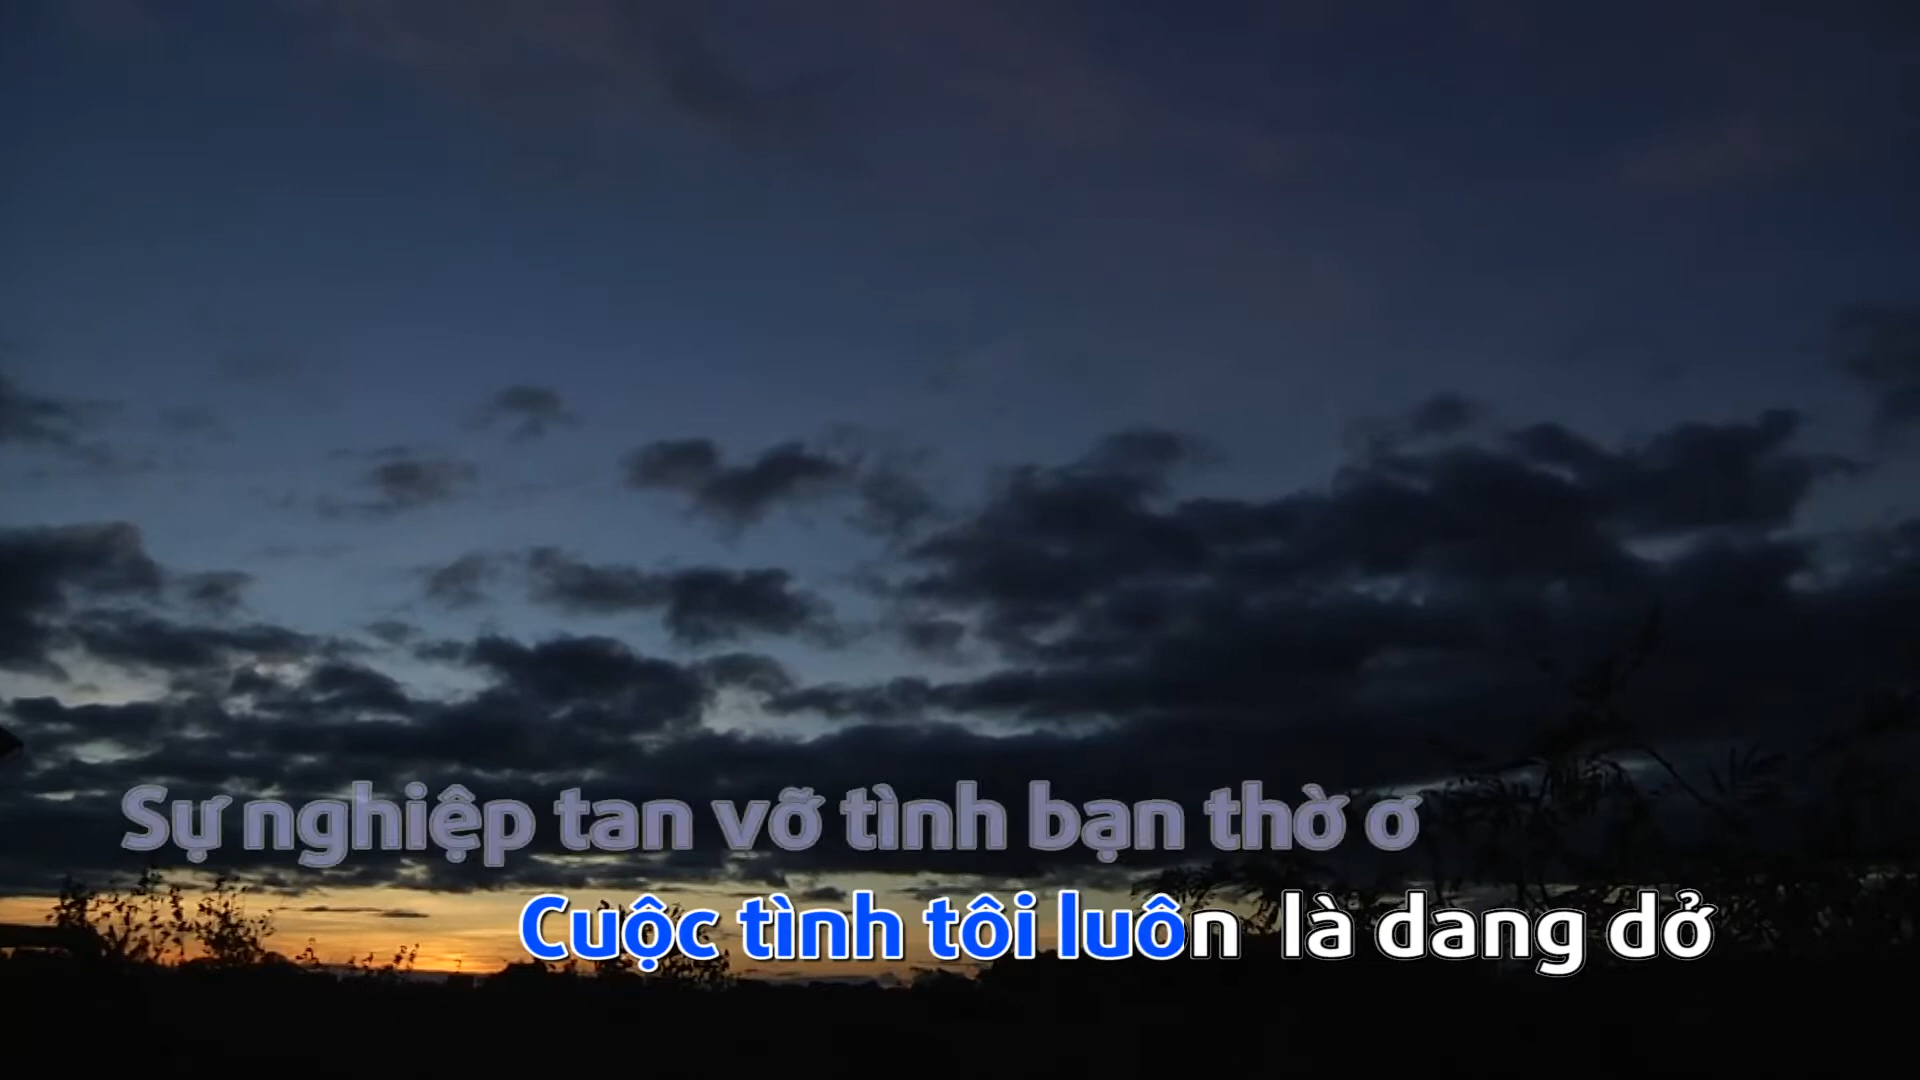 Sự nghiệp tan vỡ tình bạn thờ ơ
Cuộc tình tôi luôn là dang dở